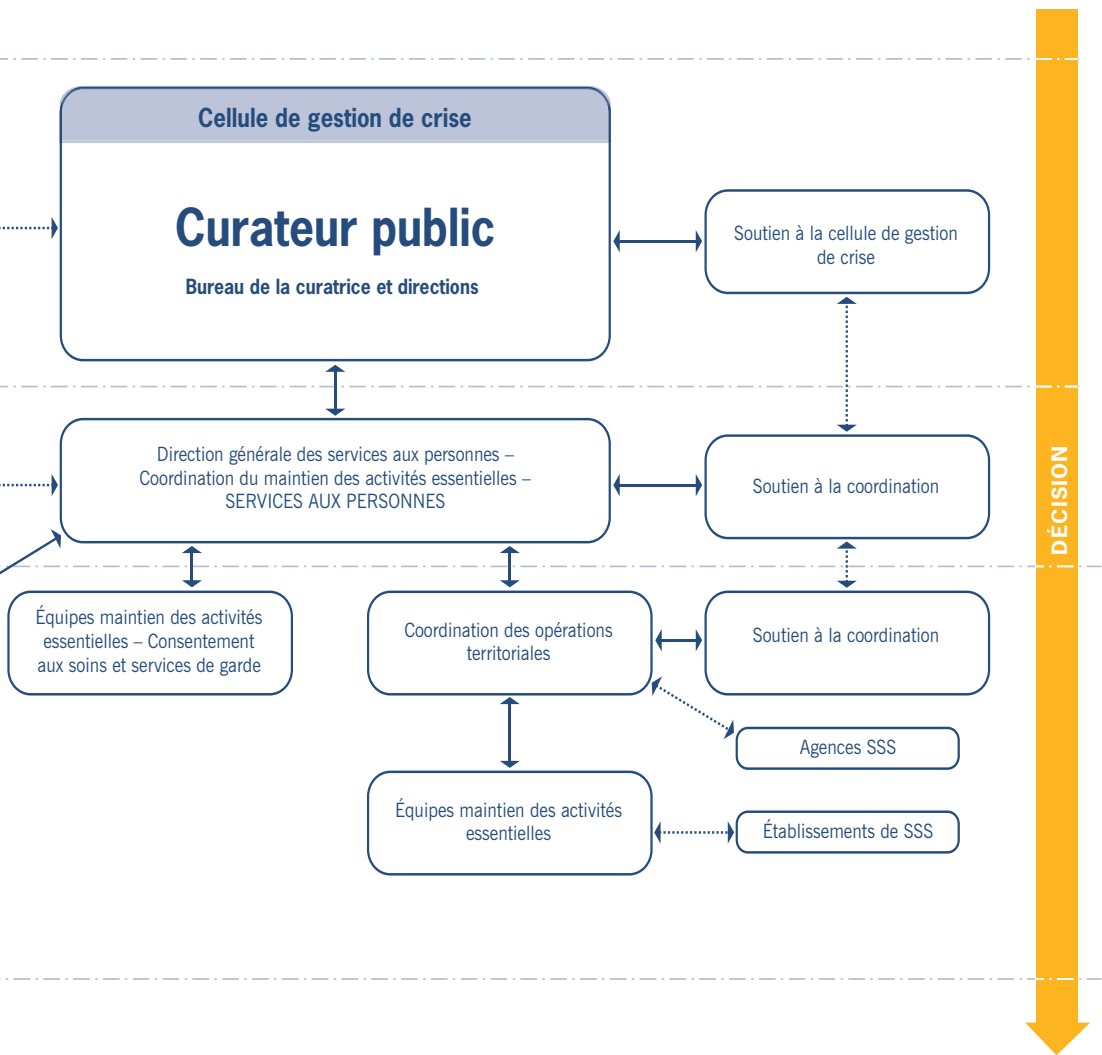 Cellule de gestion de crise
Curateur public
Bureau de la curatrice et directions
Soutien à la cellule de gestion
de crise
Direction générale des services aux personnes –
Coordination du maintien des activités essentielles –
SERVICES AUX PERSONNES
Soutien à la coordination
DÉCISION
Équipes maintien des activités
essentielles – Consentement
aux soins et services de garde
Coordination des opérations
territoriales
Soutien à la coordination
Agences SSS
Équipes maintien des activités
essentielles
Établissements de SSS